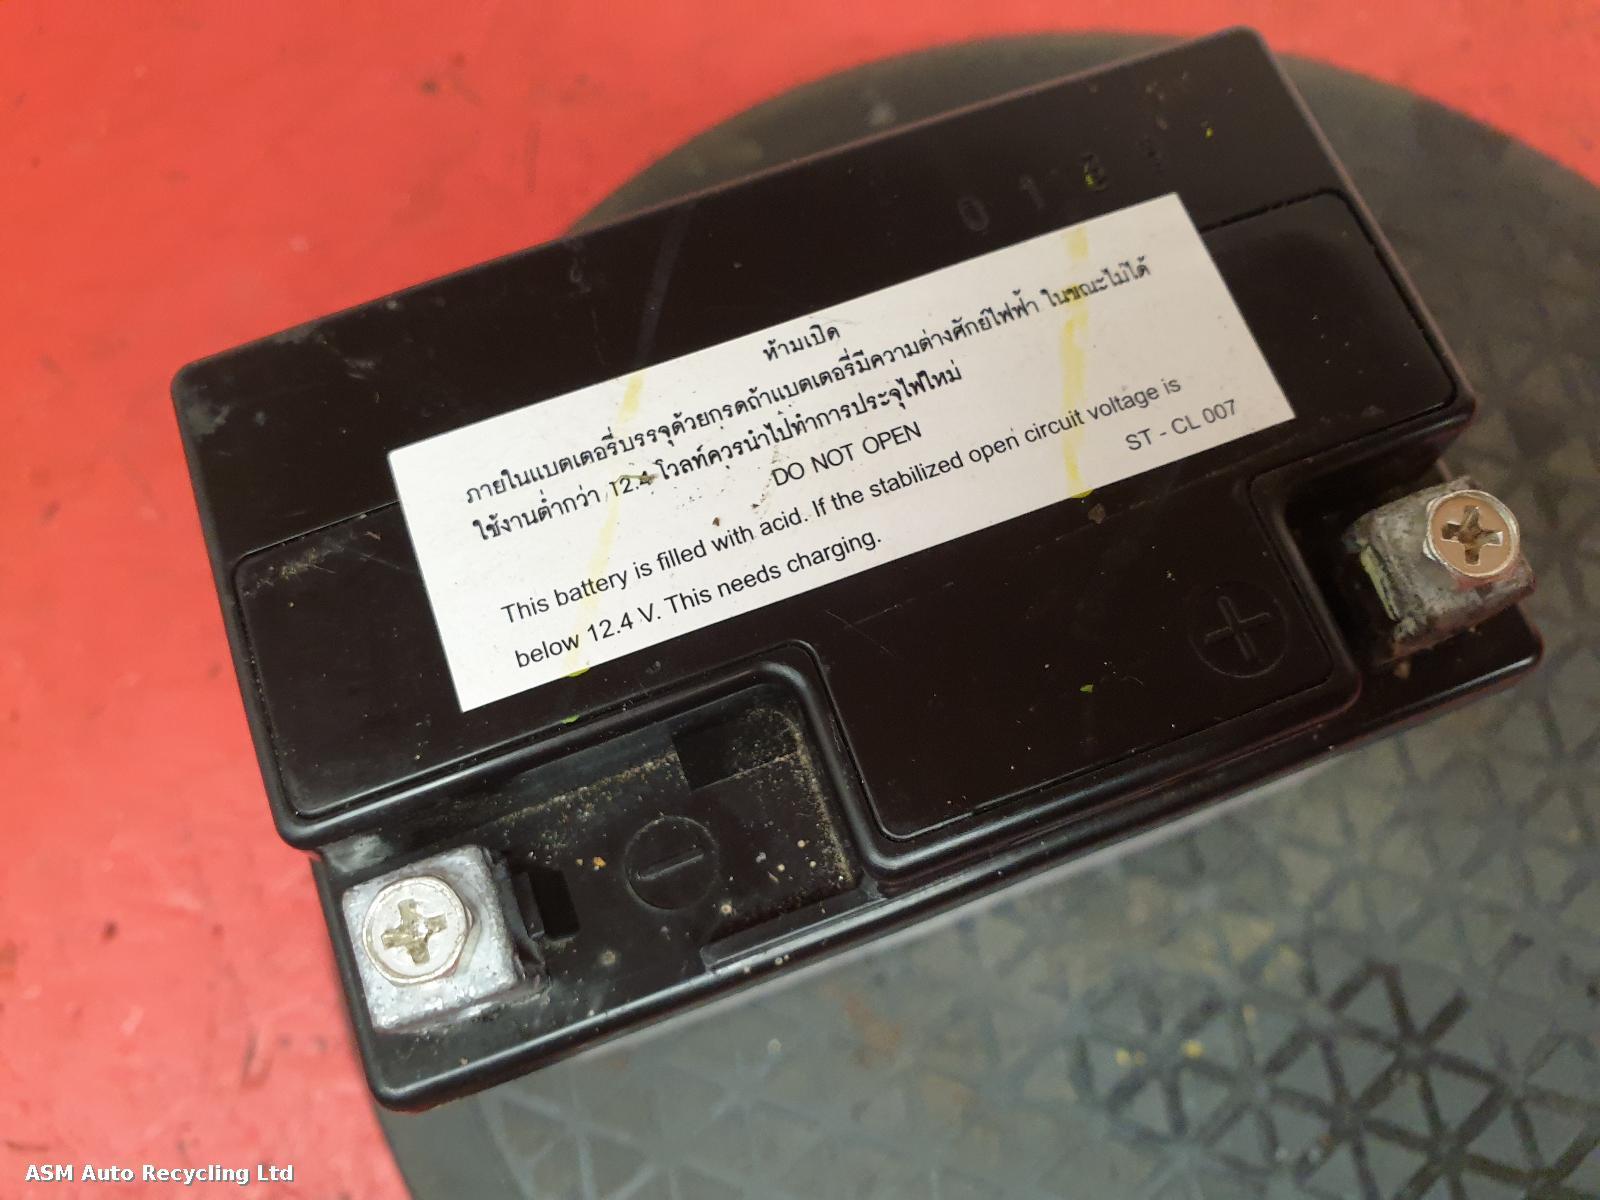 ห้ามเปิด
ภายในแบตเตอรี่บรรจุด้วยกรดถ้าแบตเตอรี่มีความต่างศักย์ไฟฟ้า ในขณะไม่ได้
ใช้งานต่ำกว่า 12.4 โวลท์ควรนำไปทำการประจุไฟใหม่
DO NOT OPEN
This battery is filled with acid. If the stabilized open circuit voltage is
below 12.4 V. This needs charging.
ST - CL 007
+
−
ASM Auto Recycling Ltd